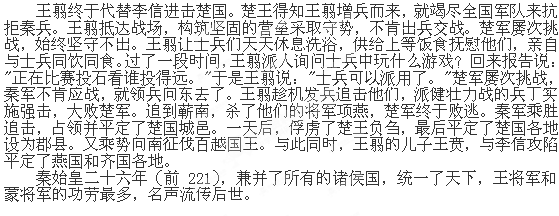 王翦终于代替李信进击楚国。楚王得知王翦增兵而来，就竭尽全国军队来抗
拒秦兵。王翦抵达战场，构筑坚固的营垒采取守势，不肯出兵交战。楚军屡次
挑战，始终坚守不出。王翦让士兵们天天休息洗浴，供给上等饭食抚慰他们，亲自
与士兵同饮同食。过了一段时间，王翦派人询问士兵中玩什么游戏？回来报告说：
"正在比赛投石看谁投得远。"于是王翦说："士兵可以派用了。"楚军屡次挑战，
秦军不肯应战，就领兵向东去了。王翦趁机发兵追击他们，派健壮力战的兵丁实
施强击，大败楚军。追到蕲南，杀了他们的将军项燕，楚军终于败逃。秦军乘胜
追击，占领并平定了楚国城邑。一天后，俘虏了楚王负刍，最后平定了楚国各地
设为郡县。又乘势向南征伐百越国王。与此同时，王翦的儿子王贲，与李信攻陷
平定了燕国和齐国各地。
秦始皇二十六年（前 221），兼并了所有的诸侯国，统一了天下，王将军和
蒙将军的功劳最多，名声流传后世。